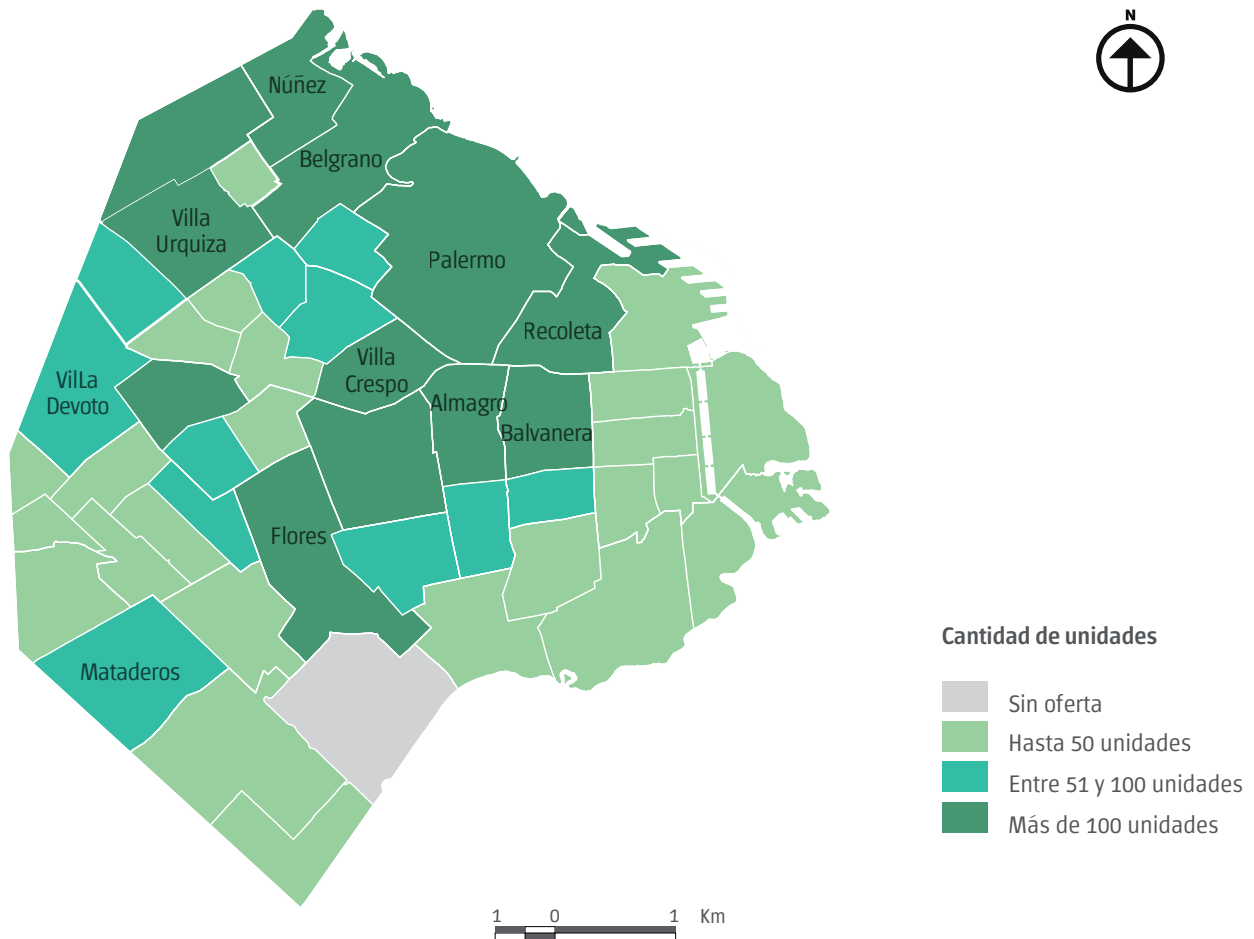 N
Núñez
Belgrano
Villa
Urquiza
Palermo
Recoleta
Villa
Crespo
VilLa
Devoto
Almagro
Balvanera
Flores
Mataderos
Cantidad de unidades
Sin oferta
Hasta 50 unidades
Entre 51 y 100 unidades
Más de 100 unidades
1 0 1 Km